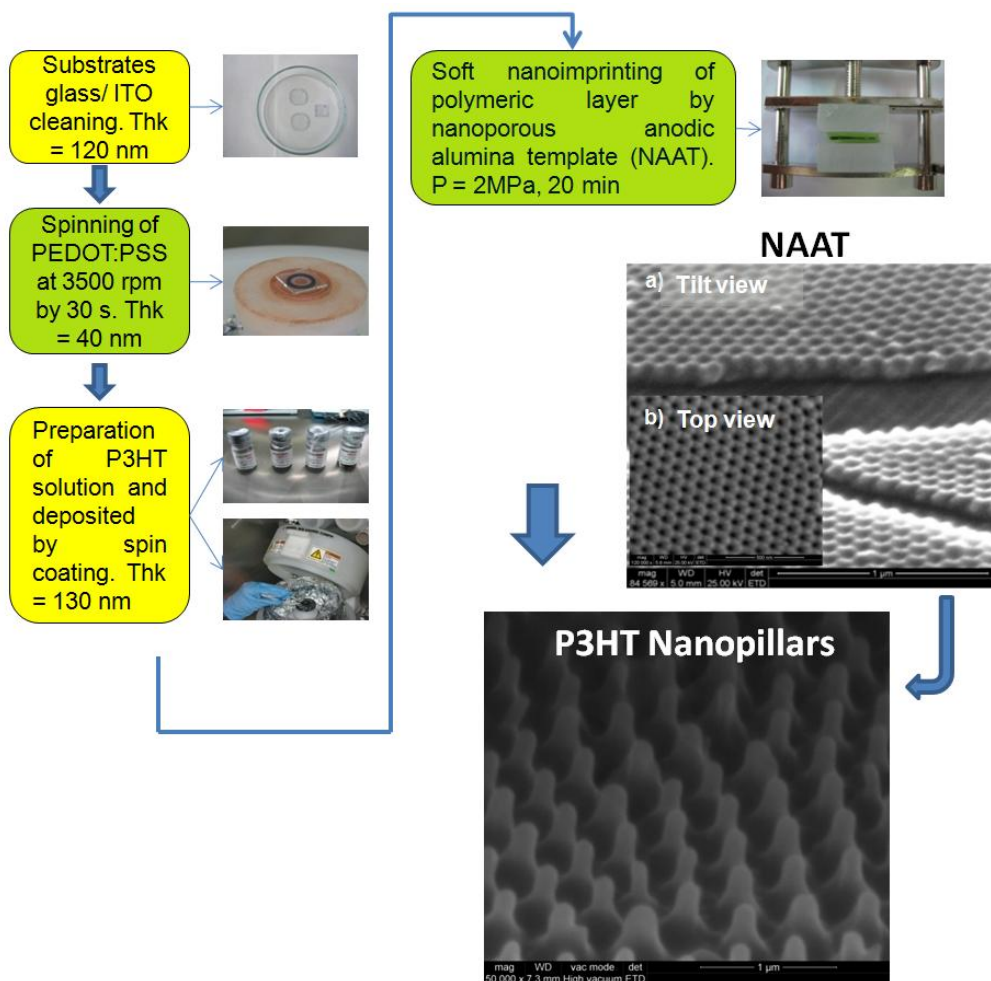 Substrates
glass/ ITO
cleaning. Thk
= 120 nm
Spinning of
PEDOT:PSS
at 3500 rpm
by 30 s. Thk
= 40 nm
Preparation
of P3HT
solution and
deposited
by spin
coating. Thk
= 130 nm
Soft nanoimprinting of
polymeric layer by
nanoporous anodic
alumina template (NAAT).
P = 2MPa, 20 min
NAAT
a) Tilt view
b) Top view
mag WD HV det
84 569 x 5.0 mm 25.00 kV ETD
1 µm
P3HT Nanopillars
mag WD vac mode det
50 000 x 7.3 mm High vacuum ETD
1 µm